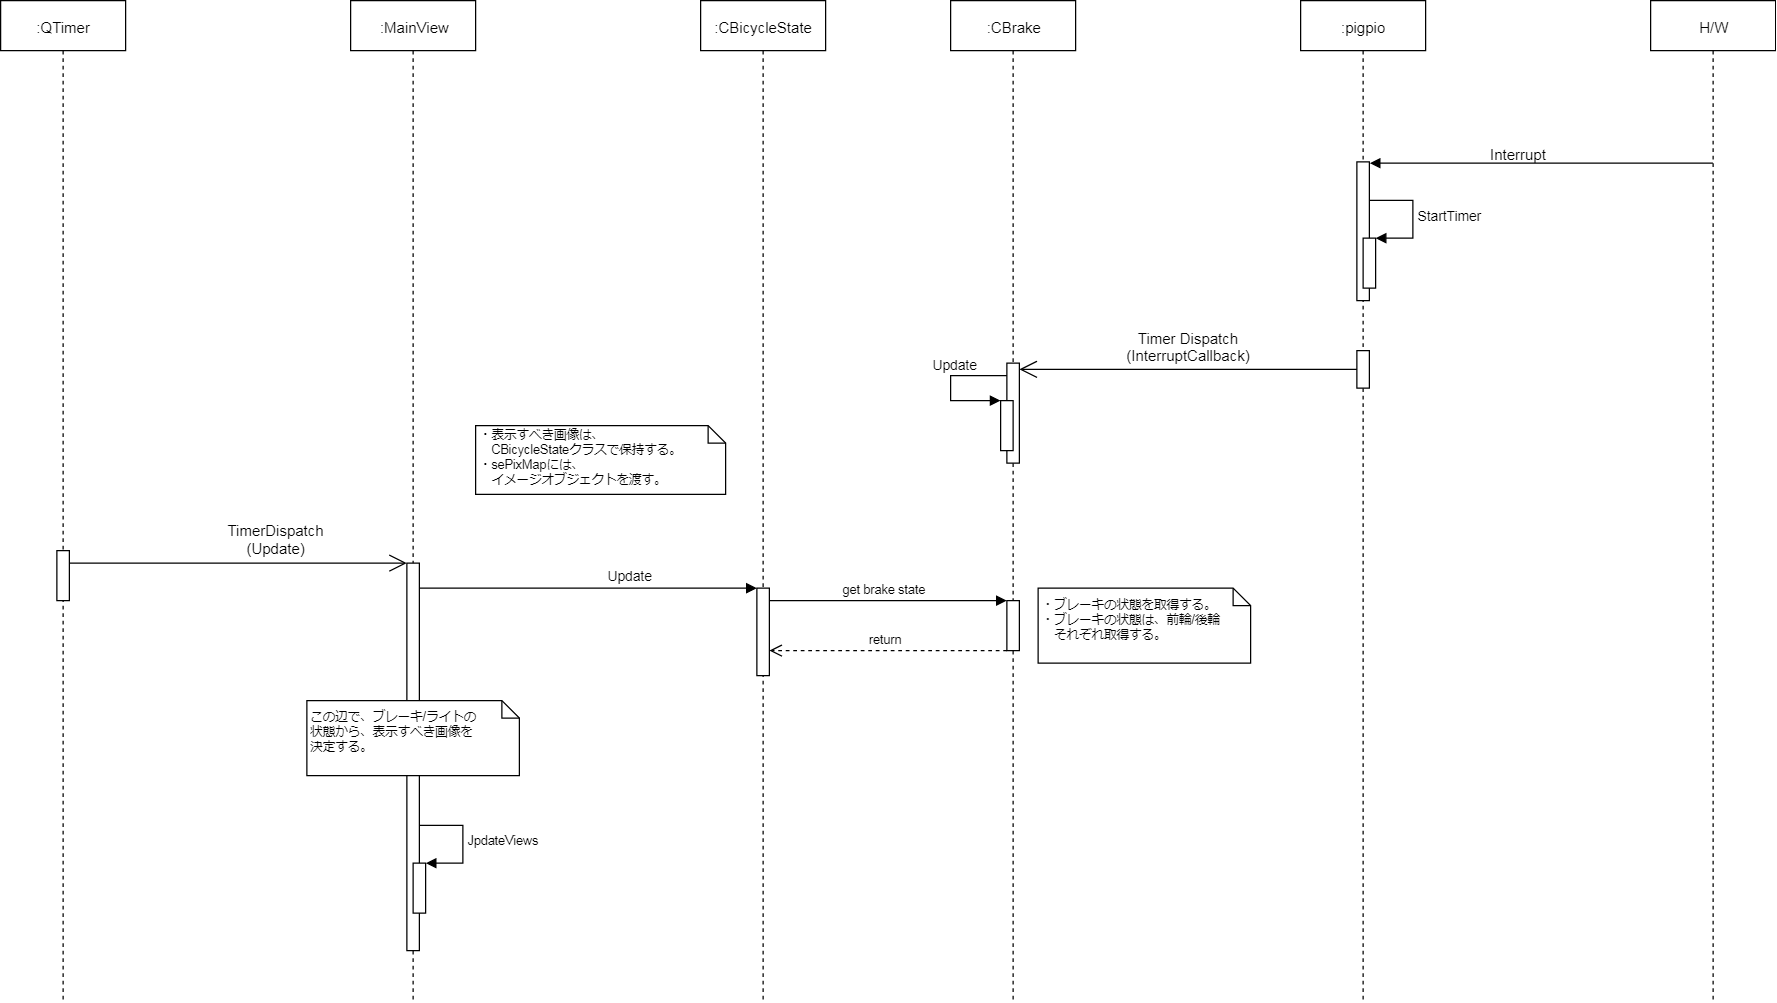 :QTimer
:MainView
:CBicycleState
:CBrake
:pigpio
H/W
Interrupt
StartTimer
Timer Dispatch
(InterruptCallback)
Update
・表示すべき画像は、
CBicycleStateクラスで保持する。
・sePixMapには、
イメージオブジェクトを渡す。
TimerDispatch
(Update)
Update
get brake state
・ブレーキの状態を取得する。
・ブレーキの状態は、前輪/後輪
それぞれ取得する。
return
この辺で、ブレーキ/ライトの
状態から、表示すべき画像を
決定する。
JpdateViews